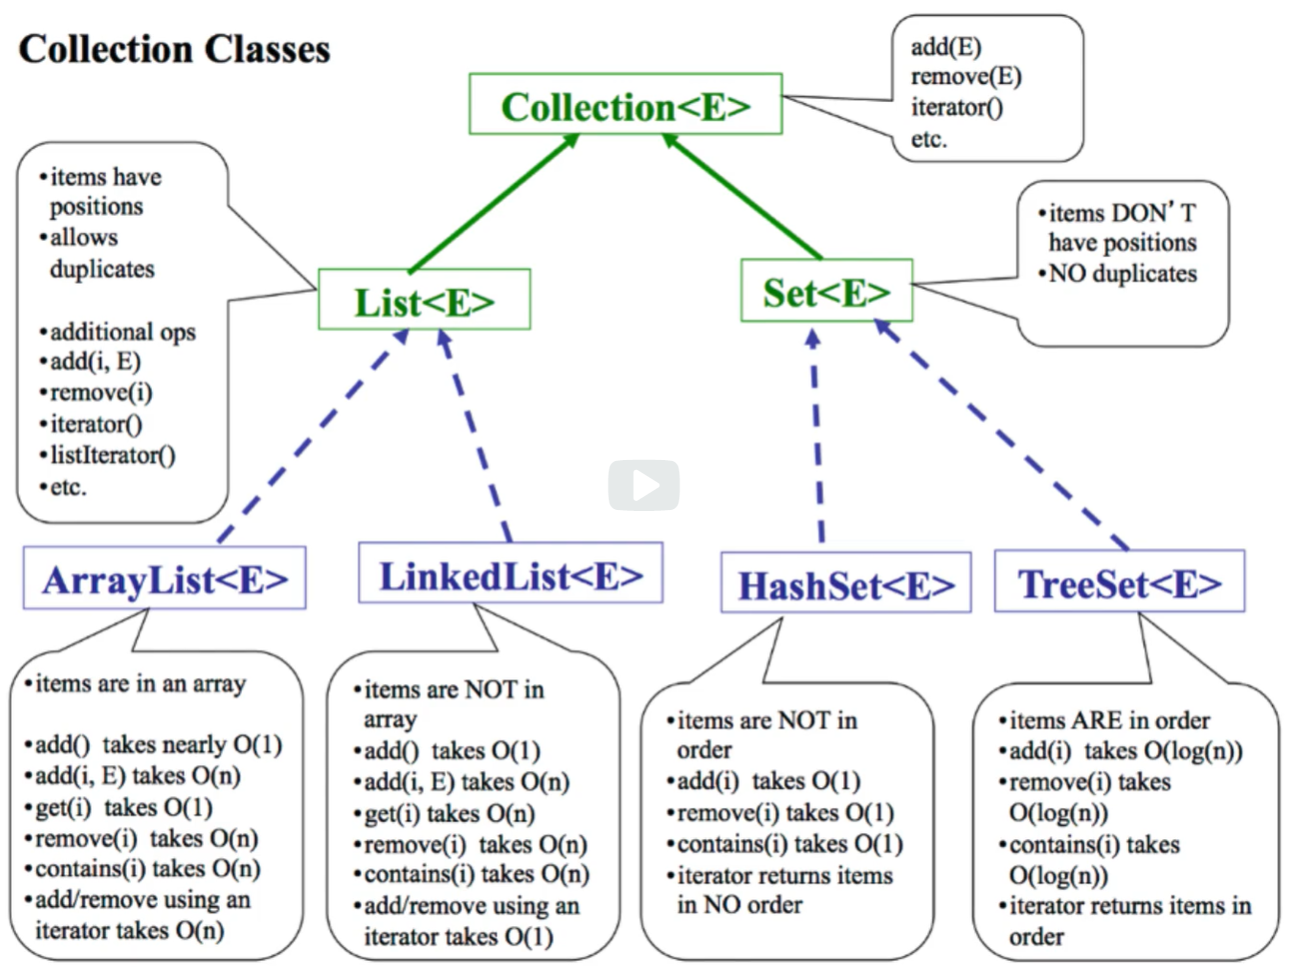 Collection Classes
add(E)
remove(E)
iterator()
etc.
Collection<E>
•items have
positions
•allows
duplicates
•additional ops
•add(i, E)
•remove(i)
•iterator()
•listIterator()
•etc.
•items DON’T
have positions
•NO duplicates
List<E>
Set<E>
ArrayList<E>
LinkedList<E>
HashSet<E>
TreeSet<E>
•items are in an array
•add()  takes nearly O(1)
•add(i, E) takes O(n)
•get(i)  takes O(1)
•remove(i)  takes O(n)
•contains(i) takes O(n)
•add/remove using an
iterator takes O(n)
•items are NOT in
array
•add()  takes O(1)
•add(i, E) takes O(n)
•get(i) takes O(n)
•remove(i)  takes O(n)
•contains(i) takes O(n)
•add/remove using an
iterator takes O(1)
•items are NOT in
order
•add(i)  takes O(1)
•remove(i) takes O(1)
•contains(i) takes O(1)
•iterator returns items
in NO order
•items ARE in order
•add(i)  takes O(log(n))
•remove(i) takes
O(log(n))
•contains(i) takes
O(log(n))
•iterator returns items in
order